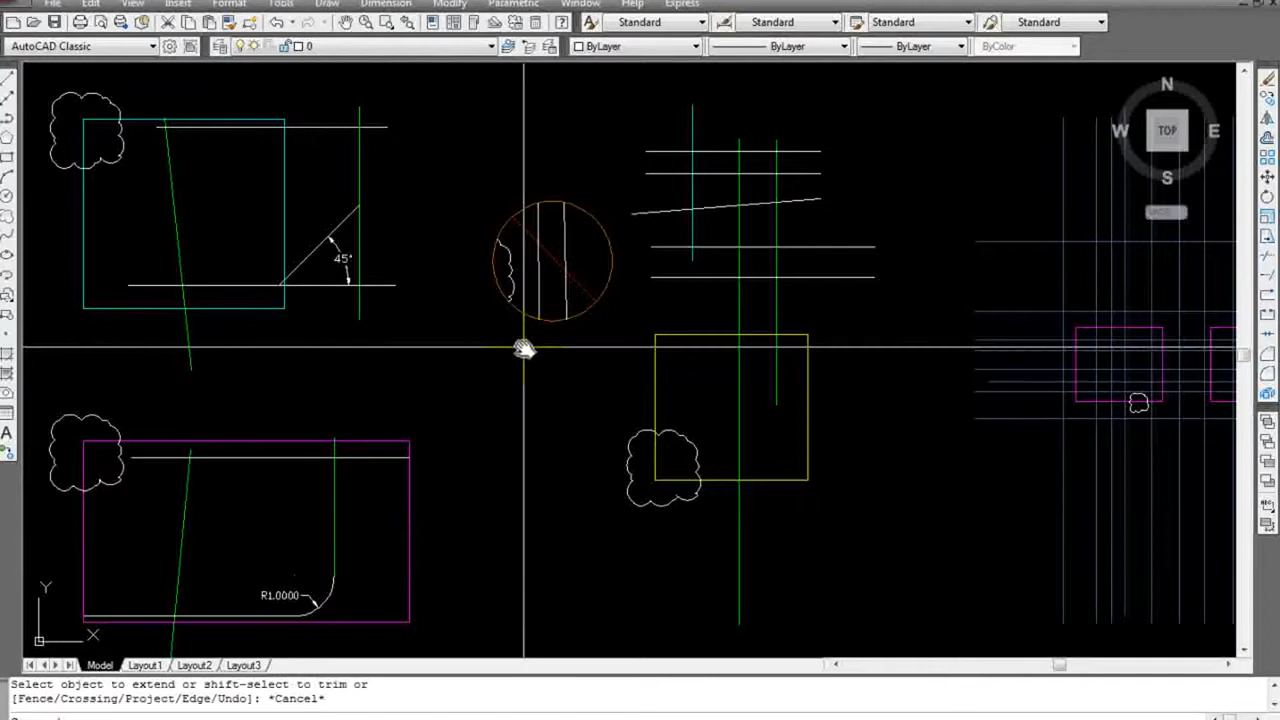 File Edit View Insert Format Tools Draw Dimension Modify Parametric Window Help Express
Standard Standard Standard Standard
AutoCAD Classic 0 ByLayer ByLayer ByLayer ByColor
N
W TOP E
S
45°
R1.0000
Y
X
A
Model Layout1 Layout2 Layout3
Select object to extend or shift-select to trim or
[Fence/Crossing/Project/Edge/Undo]: *Cancel*